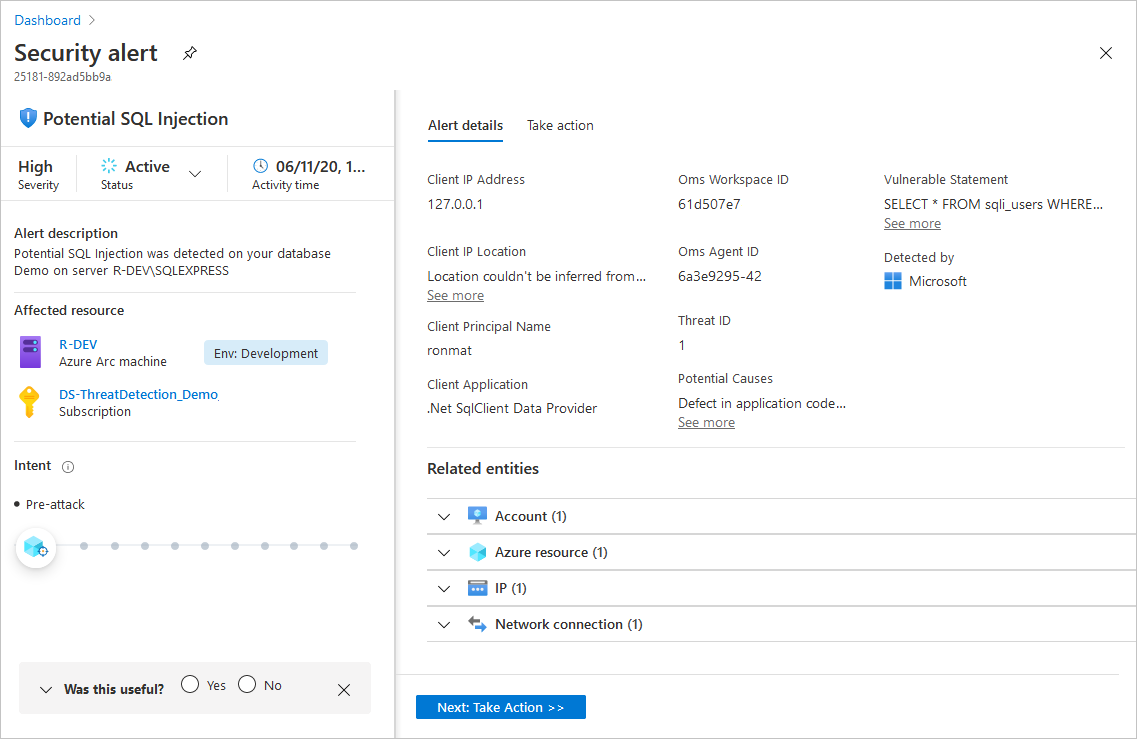 Dashboard
Security alert
25181-892ad5bb9a
Potential SQL Injection
High
Severity
Active
Status
06/11/20, 1...
Activity time
Alert description
Potential SQL Injection was detected on your database
Demo on server R-DEV\SQLEXPRESS
Affected resource
R-DEV
Azure Arc machine
Env: Development
DS-ThreatDetection_Demo
Subscription
Intent
Pre-attack
Was this useful?
Yes
No
Alert details
Take action
Client IP Address
127.0.0.1
Client IP Location
Location couldn't be inferred from...
See more
Client Principal Name
ronmat
Client Application
.Net SqlClient Data Provider
Oms Workspace ID
61d507e7
Oms Agent ID
6a3e9295-42
Threat ID
1
Potential Causes
Defect in application code...
See more
Vulnerable Statement
SELECT * FROM sqli_users WHERE...
See more
Detected by
Microsoft
Related entities
Account (1)
Azure resource (1)
IP (1)
Network connection (1)
Next: Take Action >>